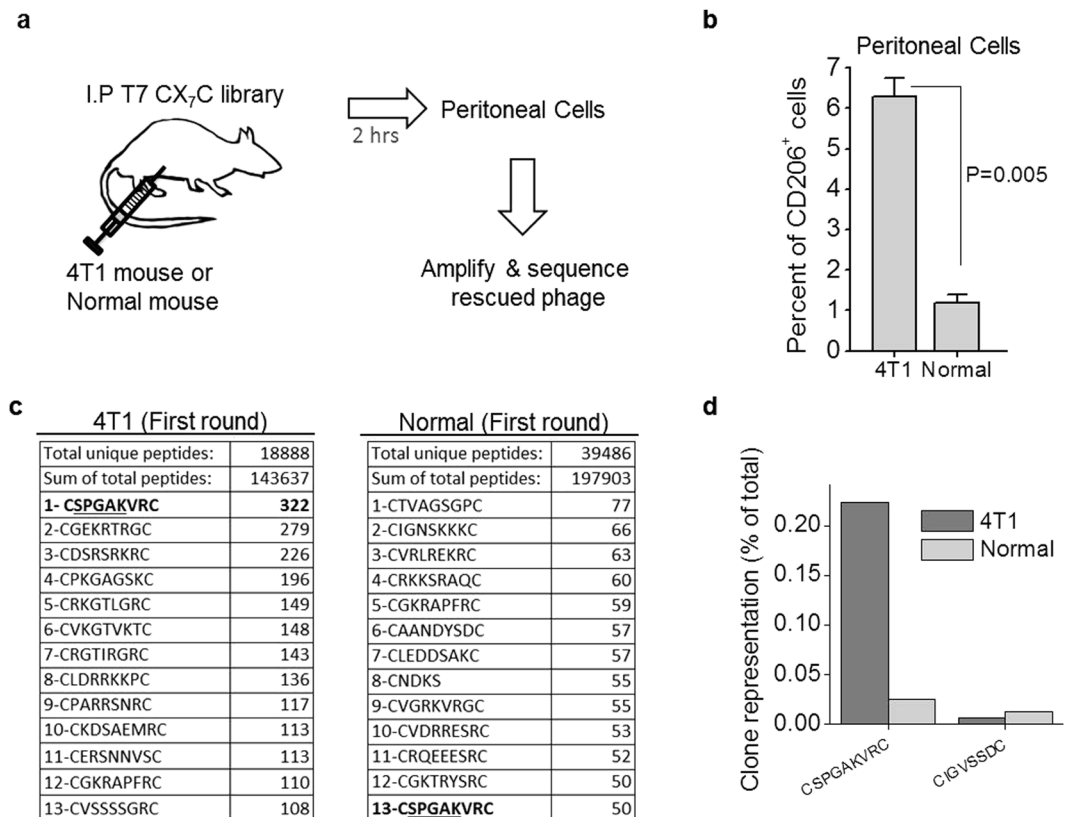 a
I.P T7 CX7C library
2 hrs
Peritoneal Cells
4T1 mouse or
Normal mouse
Amplify & sequence
rescued phage
b
Peritoneal Cells
Percent of CD206+ cells
7
6
5
4
3
2
1
0
P=0.005
4T1 Normal
c
4T1 (First round)
Total unique peptides: 18888
Sum of total peptides: 143637
1- CSPGAKVRC 322
2-CGEKRTRGC 279
3-CDSRSRKRC 226
4-CPKGAGSKC 196
5-CRKGTLGRC 149
6-CVKGTVKTC 148
7-CRGTIRGRC 143
8-CLDRRKKPC 136
9-CPARRSNRC 117
10-CKDSAEMRC 113
11-CERSNNVSC 113
12-CGKRAPFRC 110
13-CVSSSSGRC 108
Normal (First round)
Total unique peptides: 39486
Sum of total peptides: 197903
1-CTVAGSGPC 77
2-CIGNSKKKC 66
3-CVRLREKRC 63
4-CRKKSRAQC 60
5-CGKRAPFRC 59
6-CAANDYSDC 57
7-CLEDDSAKC 57
8-CNDKS 55
9-CVGRKVRGC 55
10-CVDRRESRC 53
11-CRQEEESRC 52
12-CGKTRYSRC 50
13-CSPGAKVRC 50
d
Clone representation (% of total)
0.20
0.15
0.10
0.05
0.00
4T1
Normal
CSPGAKVRC
CIGVSSDC